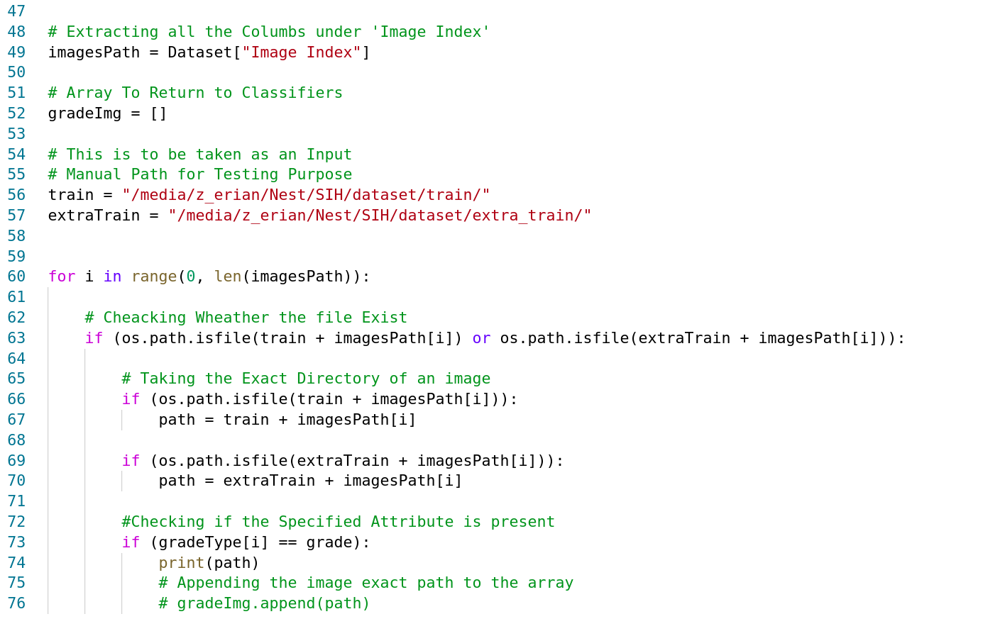 47
48 # Extracting all the Columbs under 'Image Index'
49 imagesPath = Dataset["Image Index"]
50
51 # Array To Return to Classifiers
52 gradeImg = []
53
54 # This is to be taken as an Input
55 # Manual Path for Testing Purpose
56 train = "/media/z_erian/Nest/SIH/dataset/train/"
57 extraTrain = "/media/z_erian/Nest/SIH/dataset/extra_train/"
58
59
60 for i in range(0, len(imagesPath)):
61
62     # Cheacking Wheather the file Exist
63     if (os.path.isfile(train + imagesPath[i]) or os.path.isfile(extraTrain + imagesPath[i])):
64
65         # Taking the Exact Directory of an image
66         if (os.path.isfile(train + imagesPath[i])):
67             path = train + imagesPath[i]
68
69         if (os.path.isfile(extraTrain + imagesPath[i])):
70             path = extraTrain + imagesPath[i]
71
72         #Checking if the Specified Attribute is present
73         if (gradeType[i] == grade):
74             print(path)
75             # Appending the image exact path to the array
76             # gradeImg.append(path)